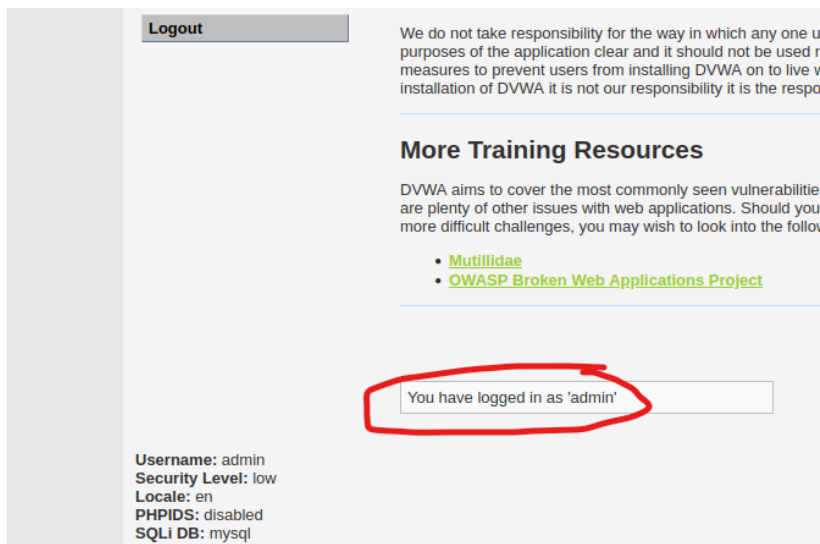 Logout
We do not take responsibility for the way in which any one u
purposes of the application clear and it should not be used
measures to prevent users from installing DVWA on to live
installation of DVWA it is not our responsibility it is the respo
More Training Resources
DVWA aims to cover the most commonly seen vulnerabilitie
are plenty of other issues with web applications. Should you
more difficult challenges, you may wish to look into the follow
• Mutillidae
• OWASP Broken Web Applications Project
You have logged in as 'admin'
Username: admin
Security Level: low
Locale: en
PHPIDS: disabled
SQLi DB: mysql